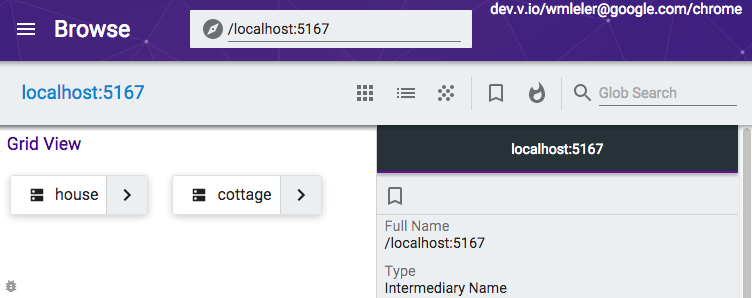 dev.v.io/wmleler@google.com/chrome
Browse
/localhost:5167
localhost:5167
Glob Search
Grid View
house
cottage
localhost:5167
Full Name
/localhost:5167
Type
Intermediary Name